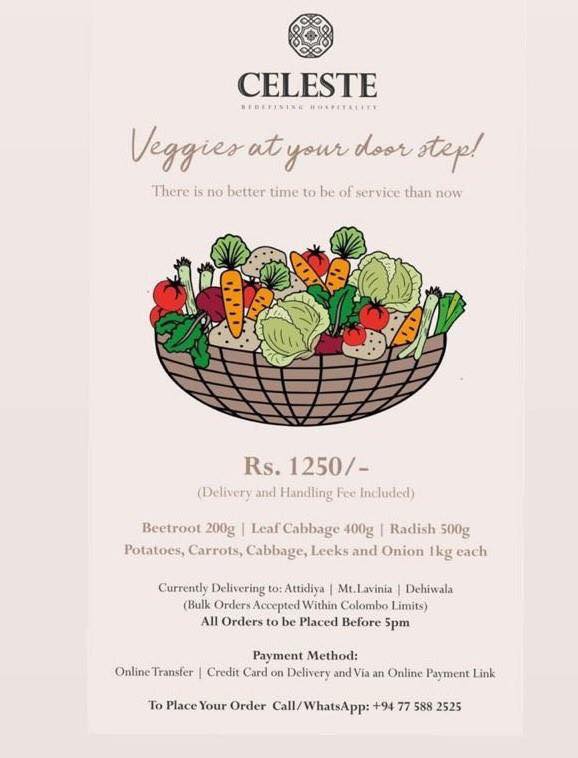 CELESTE
REDEFINING HOSPITALITY
Veggies at your door step!
There is no better time to be of service than now
Rs. 1250/-
(Delivery and Handling Fee Included)
Beetroot 200g | Leaf Cabbage 400g | Radish 500g
Potatoes, Carrots, Cabbage, Leeks and Onion 1kg each
Currently Delivering to: Attidiya | Mt.Lavinia | Dehiwala
(Bulk Orders Accepted Within Colombo Limits)
All Orders to be Placed Before 5pm
Payment Method:
Online Transfer | Credit Card on Delivery and Via an Online Payment Link
To Place Your Order Call/WhatsApp: +94 77 588 2525